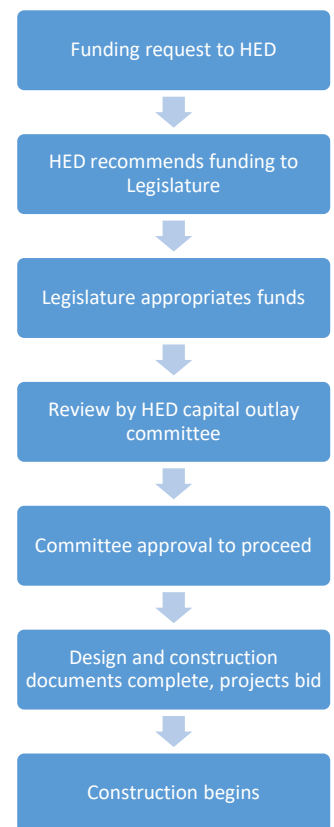 Funding request to HED
HED recommends funding to
Legislature
Legislature appropriates funds
Review by HED capital outlay
committee
Committee approval to proceed
Design and construction
documents complete, projects bid
Construction begins